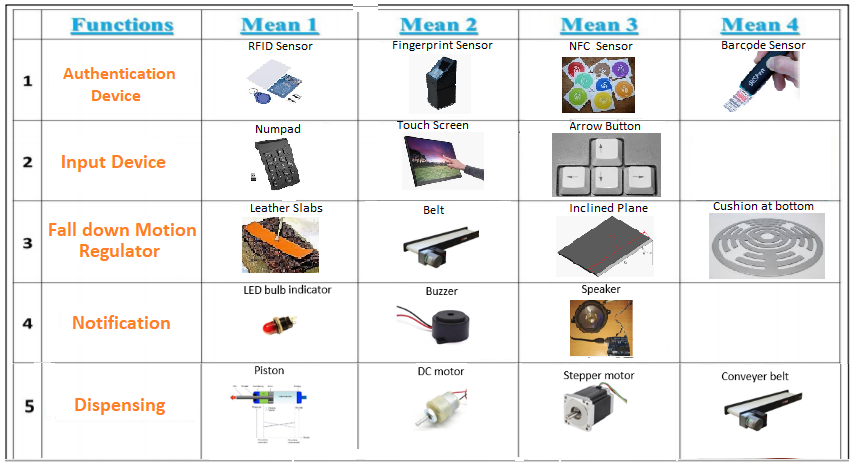 Functions
Mean 1
Mean 2
Mean 3
Mean 4
1
Authentication
Device
RFID Sensor
Fingerprint Sensor
NFC Sensor
Barcode Sensor
2
Input Device
Numpad
Touch Screen
Arrow Button
3
Fall down Motion
Regulator
Leather Slabs
Belt
Inclined Plane
Cushion at bottom
4
Notification
LED bulb indicator
Buzzer
Speaker
5
Dispensing
Piston
DC motor
Stepper motor
Conveyer belt